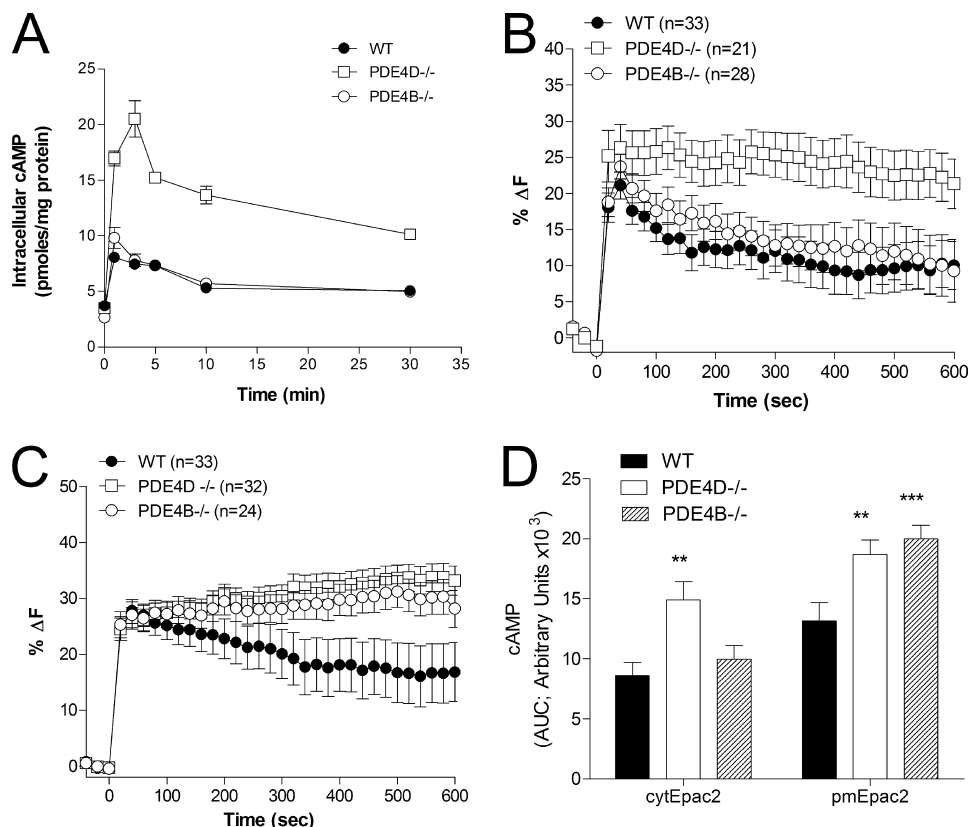 A
WT
PDE4D-/-
PDE4B-/-
Intracellular cAMP
(pmoles/mg protein)
25
20
15
10
5
0
0 5 10 15 20 25 30 35
Time (min)
B
WT (n=33)
PDE4D-/- (n=21)
PDE4B-/- (n=28)
% ΔF
40
35
30
25
20
15
10
5
0
0 100 200 300 400 500 600
Time (sec)
C
WT (n=33)
PDE4D -/- (n=32)
PDE4B-/- (n=24)
% ΔF
50
40
30
20
10
0
0 100 200 300 400 500 600
Time (sec)
D
WT
PDE4D-/-
PDE4B-/-
cAMP
(AUC; Arbitrary Units x10³)
25
20
15
10
5
0
**
**
***
cytEpac2 pmEpac2